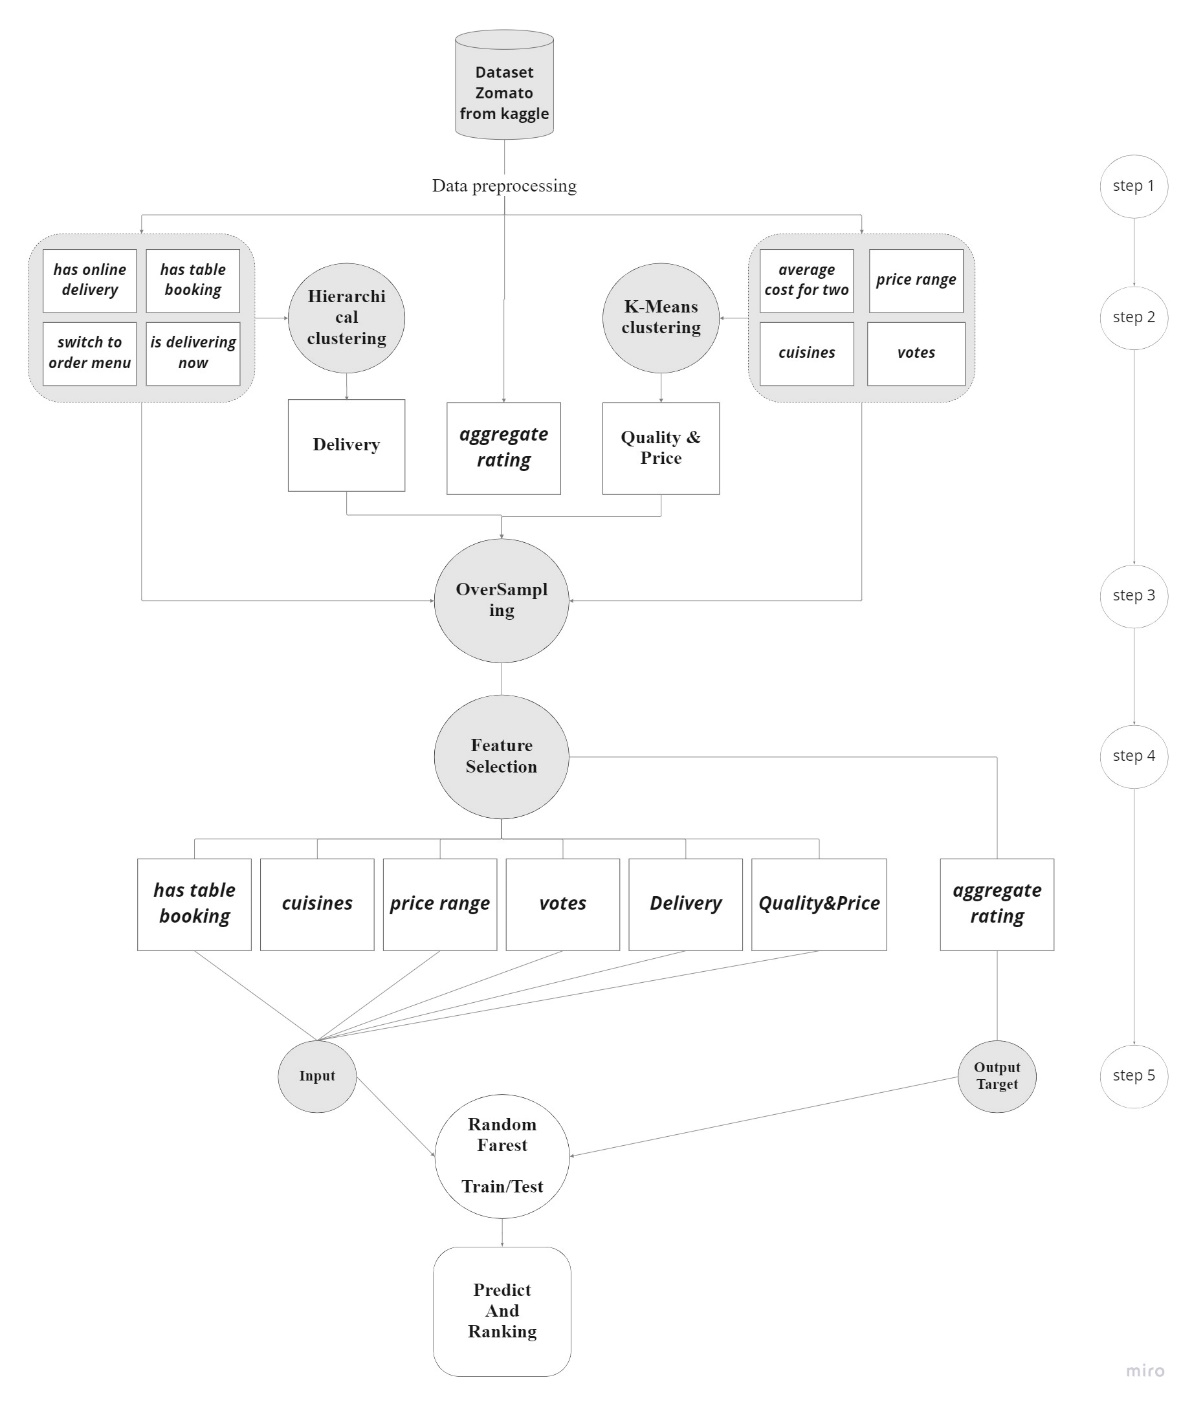 Dataset
Zomato
from kaggle
Data preprocessing
step 1
has online
delivery
has table
booking
switch to
order menu
is delivering
now
Hierarchi
cal
clustering
K-Means
clustering
average
cost for two
price range
cuisines
votes
step 2
Delivery
aggregate
rating
Quality &
Price
OverSampl
ing
step 3
Feature
Selection
step 4
has table
booking
cuisines
price range
votes
Delivery
Quality&Price
aggregate
rating
Input
Output
Target
step 5
Random
Farest
Train/Test
Predict
And
Ranking
miro